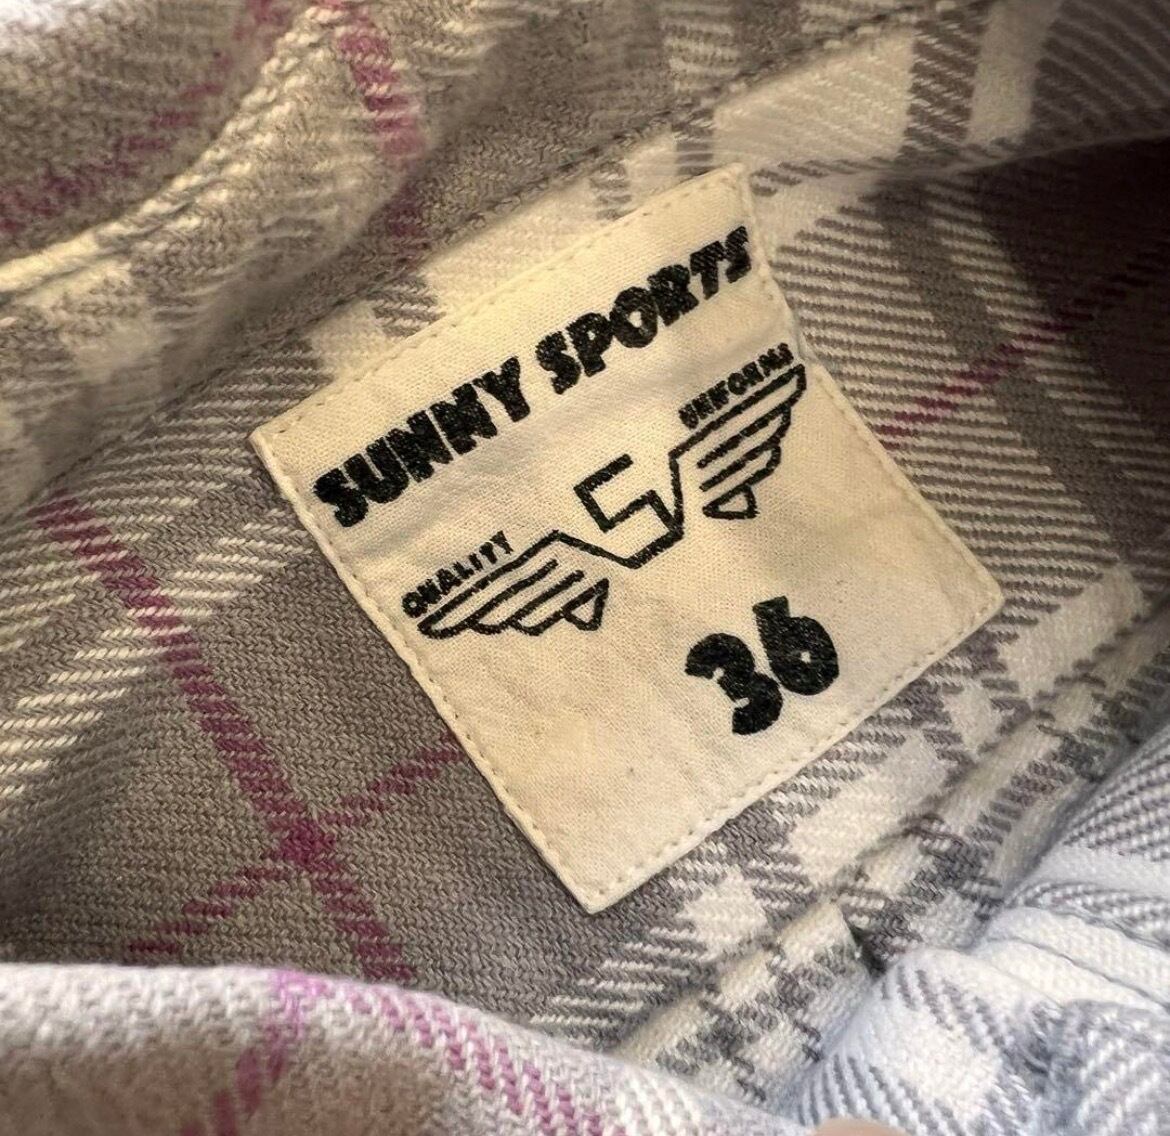 SUNNY SPORTS
QUALITY
UNIFORMS
S
36